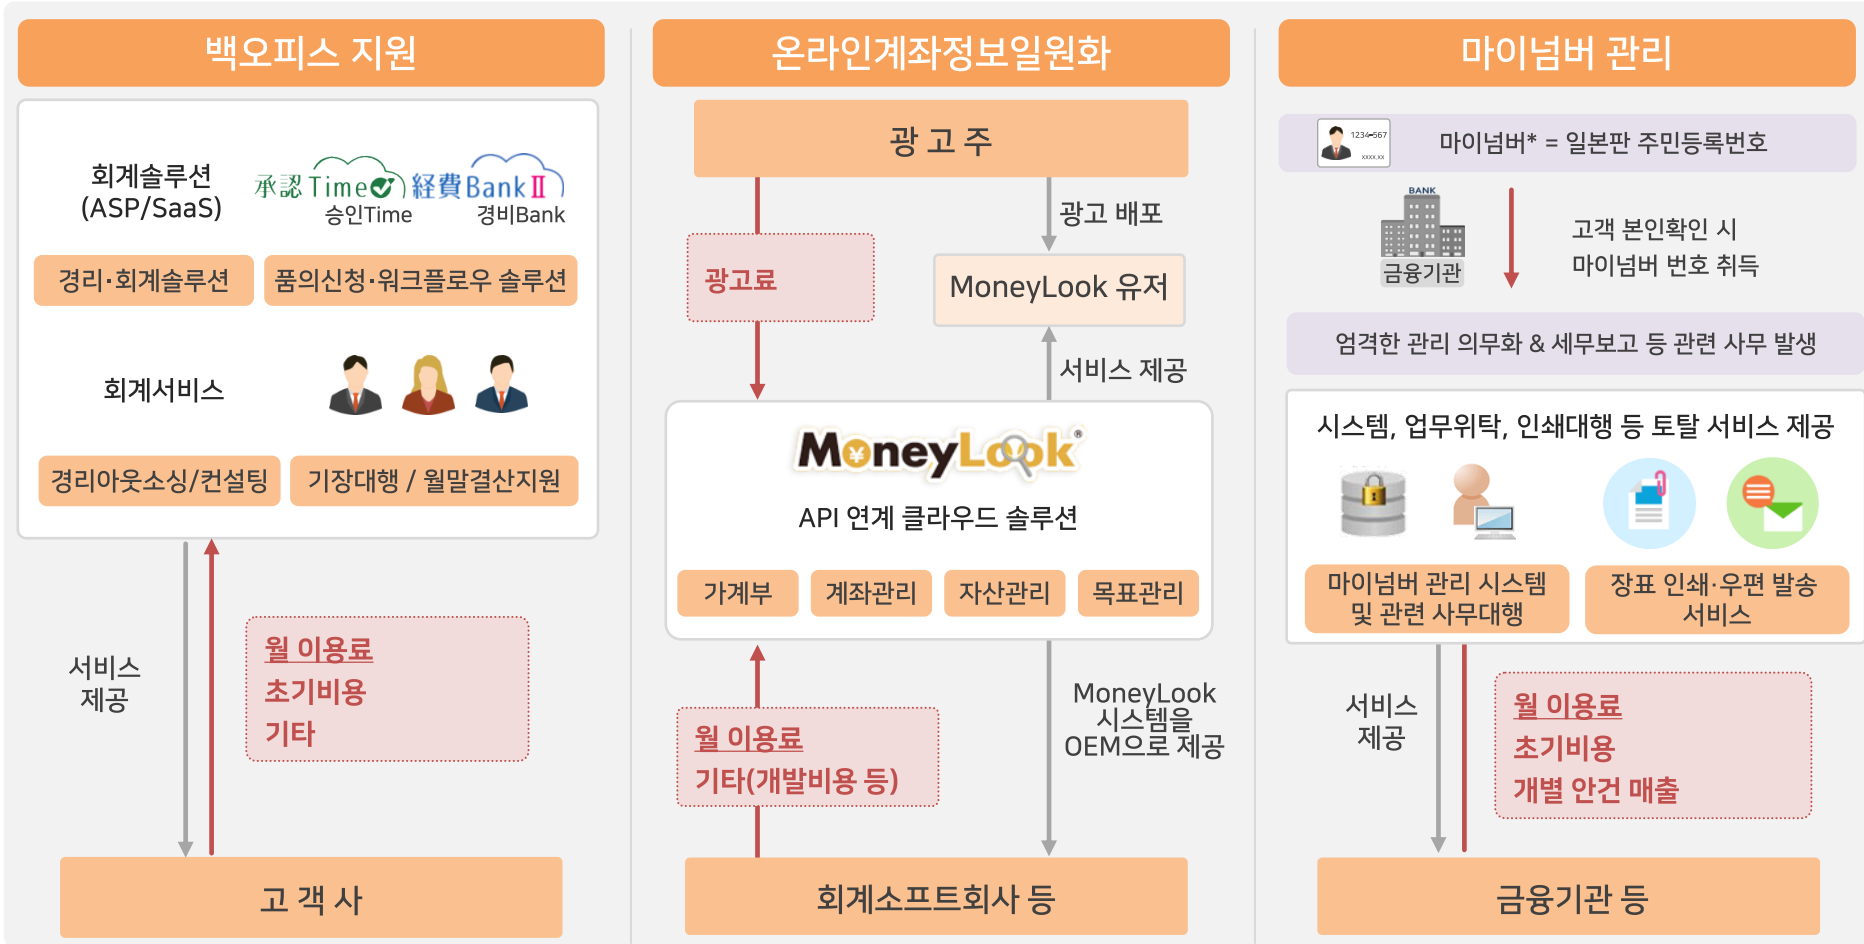 백오피스 지원
회계솔루션
(ASP/SaaS)
承認Time
승인Time
経費BankⅡ
경비Bank
경리·회계솔루션
품의신청·워크플로우 솔루션
회계서비스
경리아웃소싱/컨설팅
기장대행 / 월말결산지원
서비스
제공
월 이용료
초기비용
기타
고 객 사
온라인계좌정보일원화
광 고 주
광고료
광고 배포
MoneyLook 유저
서비스 제공
MoneyLook®
API 연계 클라우드 솔루션
가계부
계좌관리
자산관리
목표관리
월 이용료
기타(개발비용 등)
MoneyLook
시스템을
OEM으로 제공
회계소프트회사 등
마이넘버 관리
1234-567
XXXX.XX
마이넘버* = 일본판 주민등록번호
BANK
금융기관
고객 본인확인 시
마이넘버 번호 취득
엄격한 관리 의무화 & 세무보고 등 관련 사무 발생
시스템, 업무위탁, 인쇄대행 등 토탈 서비스 제공
마이넘버 관리 시스템
및 관련 사무대행
장표 인쇄·우편 발송
서비스
서비스
제공
월 이용료
초기비용
개별 안건 매출
금융기관 등